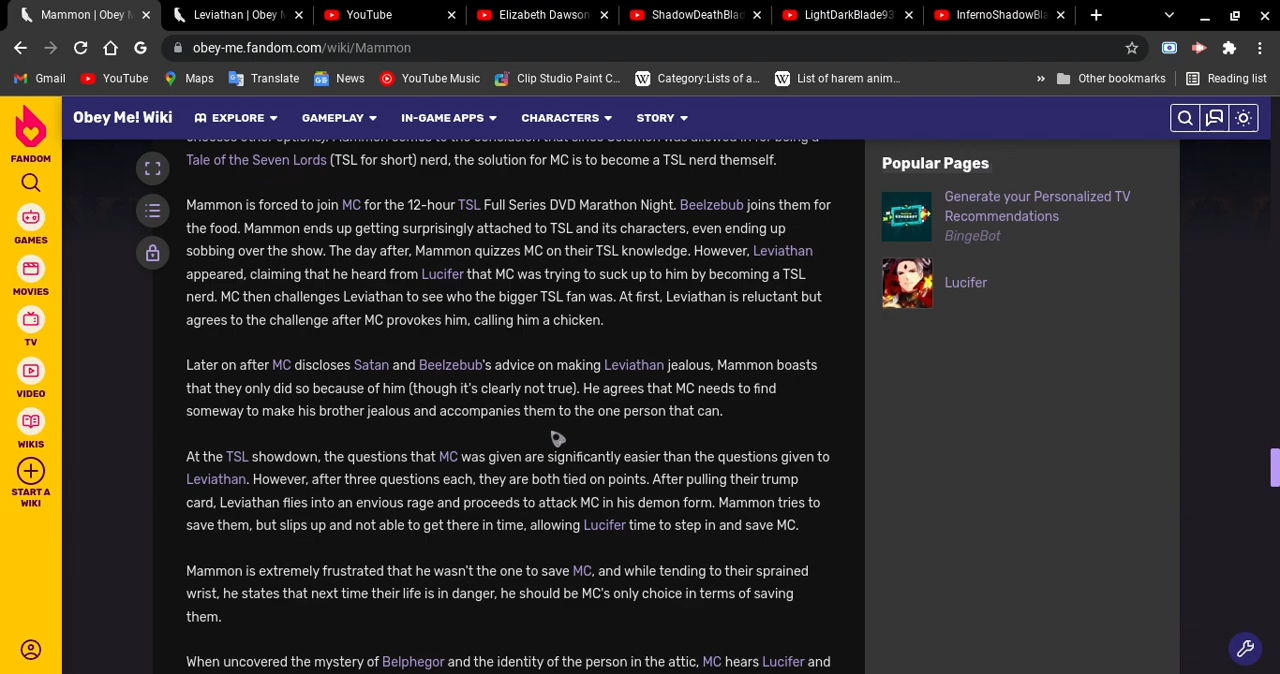 Mammon | Obey M
Leviathan | Obey M
YouTube
Elizabeth Dawson
ShadowDeathBlad
LightDarkBlade93
InfernoShadowBla
obey-me.fandom.com/wiki/Mammon
Gmail
YouTube
Maps
Translate
News
YouTube Music
Clip Studio Paint C...
Category:Lists of a...
List of harem anim...
»
Other bookmarks
Reading list
FANDOM
GAMES
MOVIES
TV
VIDEO
WIKIS
START A
WIKI
Obey Me! Wiki
EXPLORE
GAMEPLAY
IN-GAME APPS
CHARACTERS
STORY
chooses other options). Mammon comes to the conclusion that since Solomon was allowed in for being a
Tale of the Seven Lords (TSL for short) nerd, the solution for MC is to become a TSL nerd themself.
Mammon is forced to join MC for the 12-hour TSL Full Series DVD Marathon Night. Beelzebub joins them for
the food. Mammon ends up getting surprisingly attached to TSL and its characters, even ending up
sobbing over the show. The day after, Mammon quizzes MC on their TSL knowledge. However, Leviathan
appeared, claiming that he heard from Lucifer that MC was trying to suck up to him by becoming a TSL
nerd. MC then challenges Leviathan to see who the bigger TSL fan was. At first, Leviathan is reluctant but
agrees to the challenge after MC provokes him, calling him a chicken.
Later on after MC discloses Satan and Beelzebub's advice on making Leviathan jealous, Mammon boasts
that they only did so because of him (though it's clearly not true). He agrees that MC needs to find
someway to make his brother jealous and accompanies them to the one person that can.
At the TSL showdown, the questions that MC was given are significantly easier than the questions given to
Leviathan. However, after three questions each, they are both tied on points. After pulling their trump
card, Leviathan flies into an envious rage and proceeds to attack MC in his demon form. Mammon tries to
save them, but slips up and not able to get there in time, allowing Lucifer time to step in and save MC.
Mammon is extremely frustrated that he wasn't the one to save MC, and while tending to their sprained
wrist, he states that next time their life is in danger, he should be MC's only choice in terms of saving
them.
When uncovered the mystery of Belphegor and the identity of the person in the attic, MC hears Lucifer and
Popular Pages
Generate your Personalized TV
Recommendations
BingeBot
Lucifer